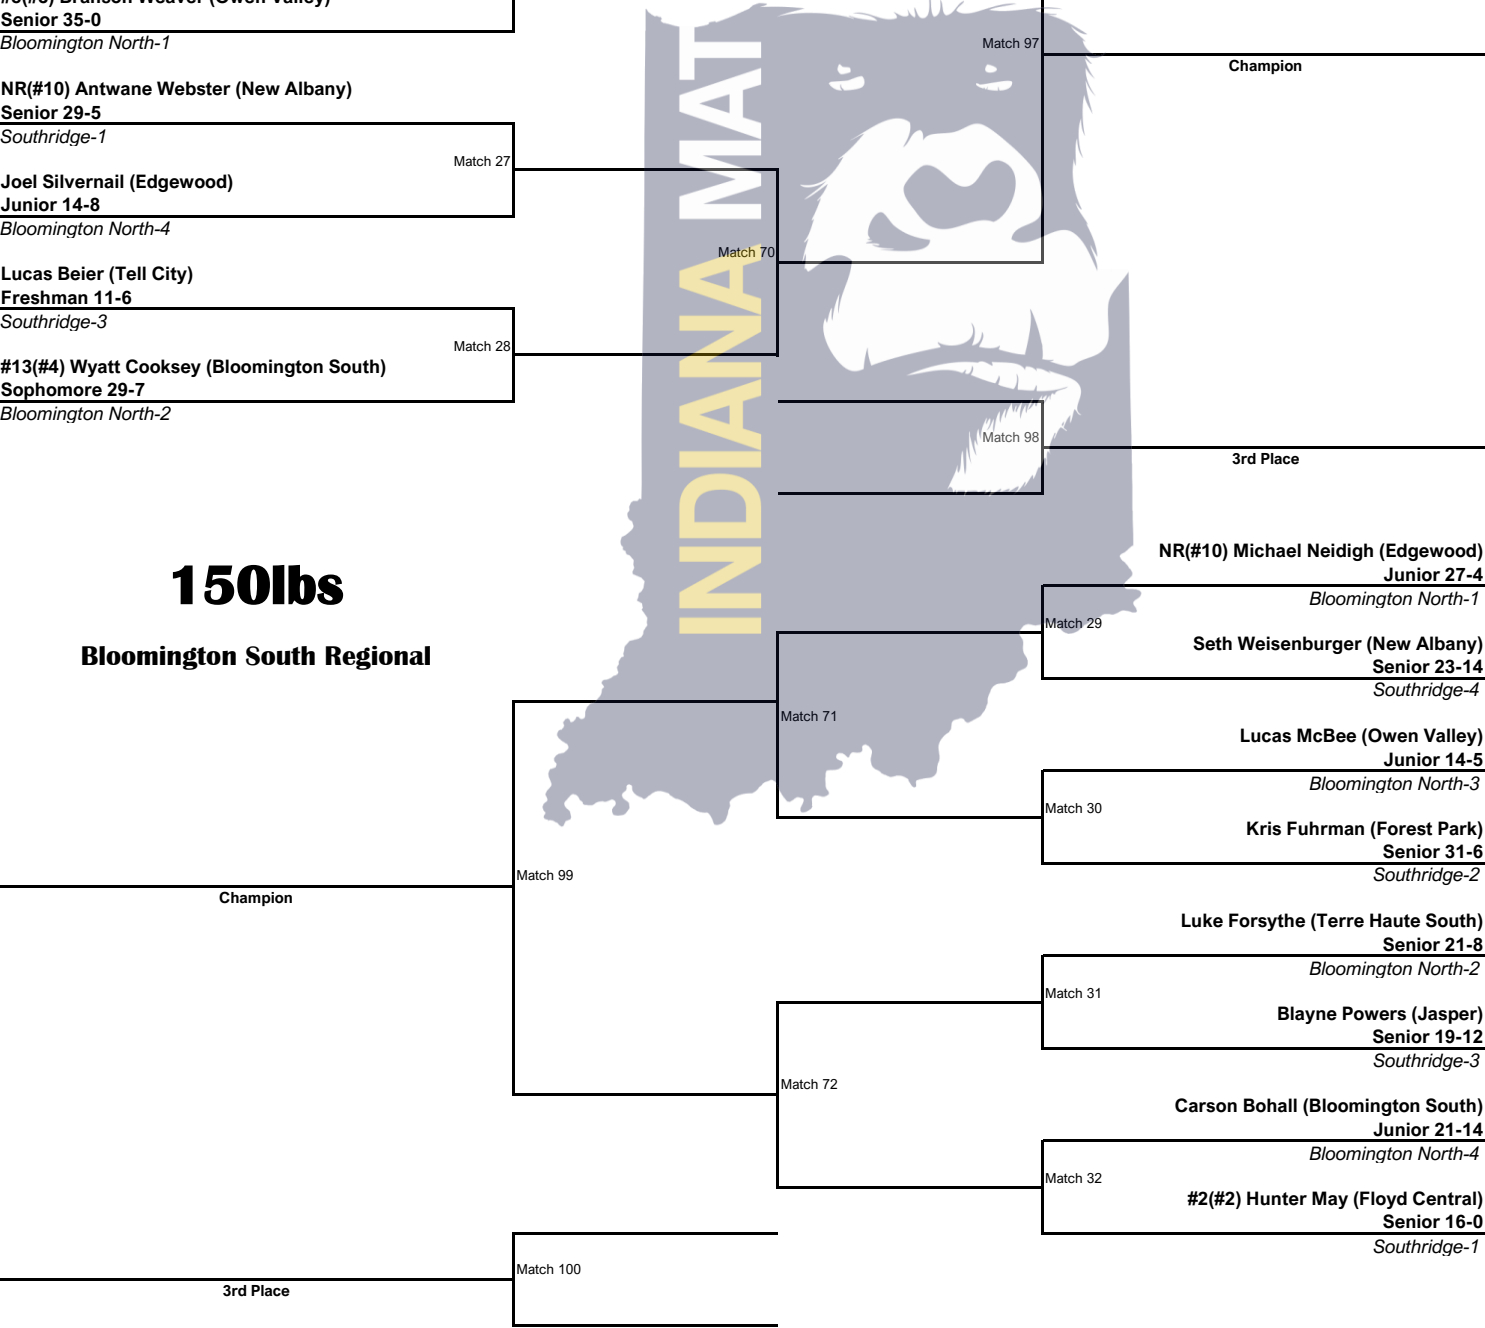 Senior 35-0
Bloomington North-1
Match 97
Champion
NR(#10) Antwane Webster (New Albany)
Senior 29-5
Southridge-1
Match 27
Joel Silvernail (Edgewood)
Junior 14-8
Bloomington North-4
Match 70
Lucas Beier (Tell City)
Freshman 11-6
Southridge-3
Match 28
#13(#4) Wyatt Cooksey (Bloomington South)
Sophomore 29-7
Bloomington North-2
Match 98
3rd Place
INDIANA MAT
150lbs
Bloomington South Regional
NR(#10) Michael Neidigh (Edgewood)
Junior 27-4
Bloomington North-1
Match 29
Seth Weisenburger (New Albany)
Senior 23-14
Southridge-4
Match 71
Lucas McBee (Owen Valley)
Junior 14-5
Bloomington North-3
Match 30
Kris Fuhrman (Forest Park)
Senior 31-6
Southridge-2
Match 99
Champion
Luke Forsythe (Terre Haute South)
Senior 21-8
Bloomington North-2
Match 31
Blayne Powers (Jasper)
Senior 19-12
Southridge-3
Match 72
Carson Bohall (Bloomington South)
Junior 21-14
Bloomington North-4
Match 32
#2(#2) Hunter May (Floyd Central)
Senior 16-0
Southridge-1
Match 100
3rd Place